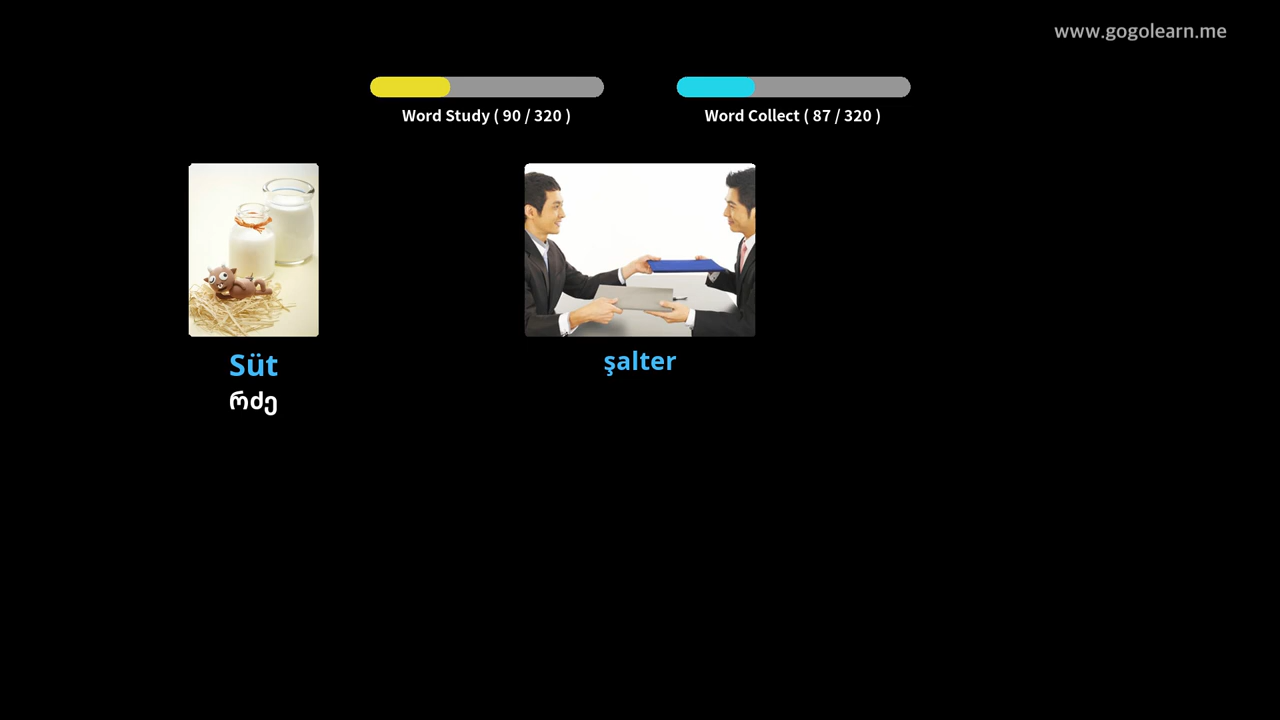 www.gogolearn.me
Word Study ( 90 / 320 )
Word Collect ( 87 / 320 )
Süt
რძე
şalter